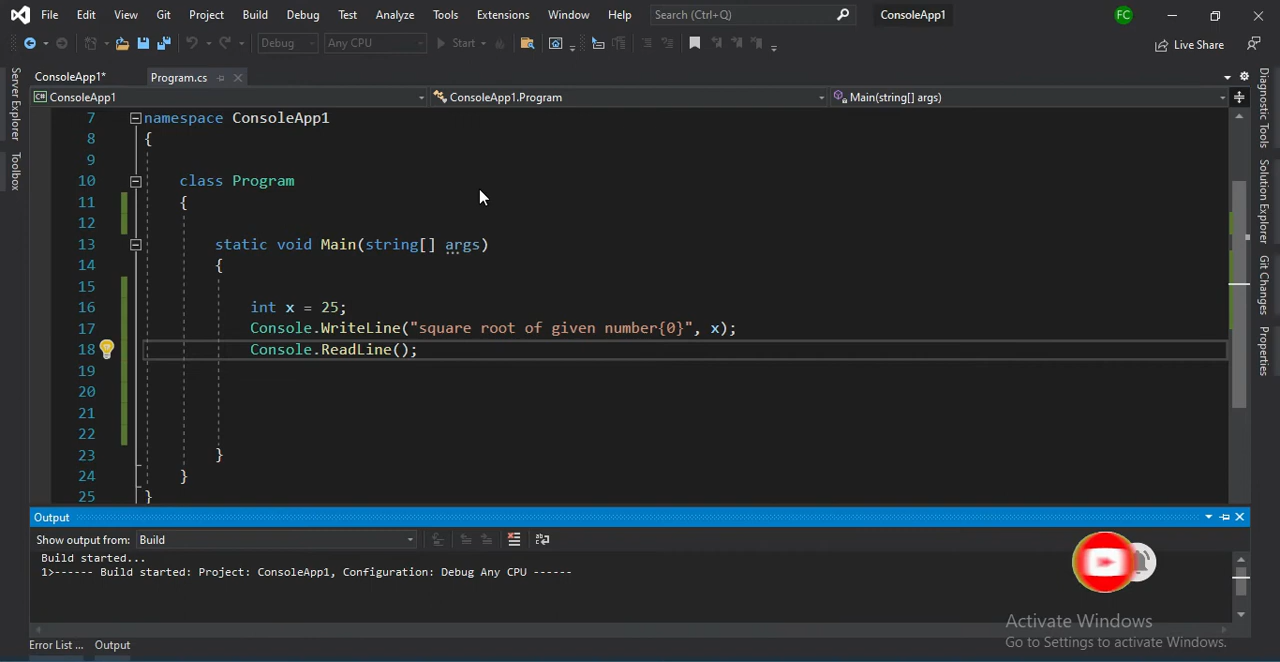 File Edit View Git Project Build Debug Test Analyze Tools Extensions Window Help Search (Ctrl+Q) ConsoleApp1 FC
Debug Any CPU Start Live Share
ConsoleApp1* Program.cs
ConsoleApp1 ConsoleApp1.Program Main(string[] args)
7 namespace ConsoleApp1
8 {
9
10 class Program
11 {
12
13 static void Main(string[] args)
14 {
15
16 int x = 25;
17 Console.WriteLine("square root of given number{0}", x);
18 Console.ReadLine();
19
20
21
22
23 }
24 }
25 }
Server Explorer
Toolbox
Diagnostic Tools
Solution Explorer
Git Changes
Properties
Output
Show output from: Build
Build started...
1>------ Build started: Project: ConsoleApp1, Configuration: Debug Any CPU ------
Activate Windows
Go to Settings to activate Windows.
Error List ... Output